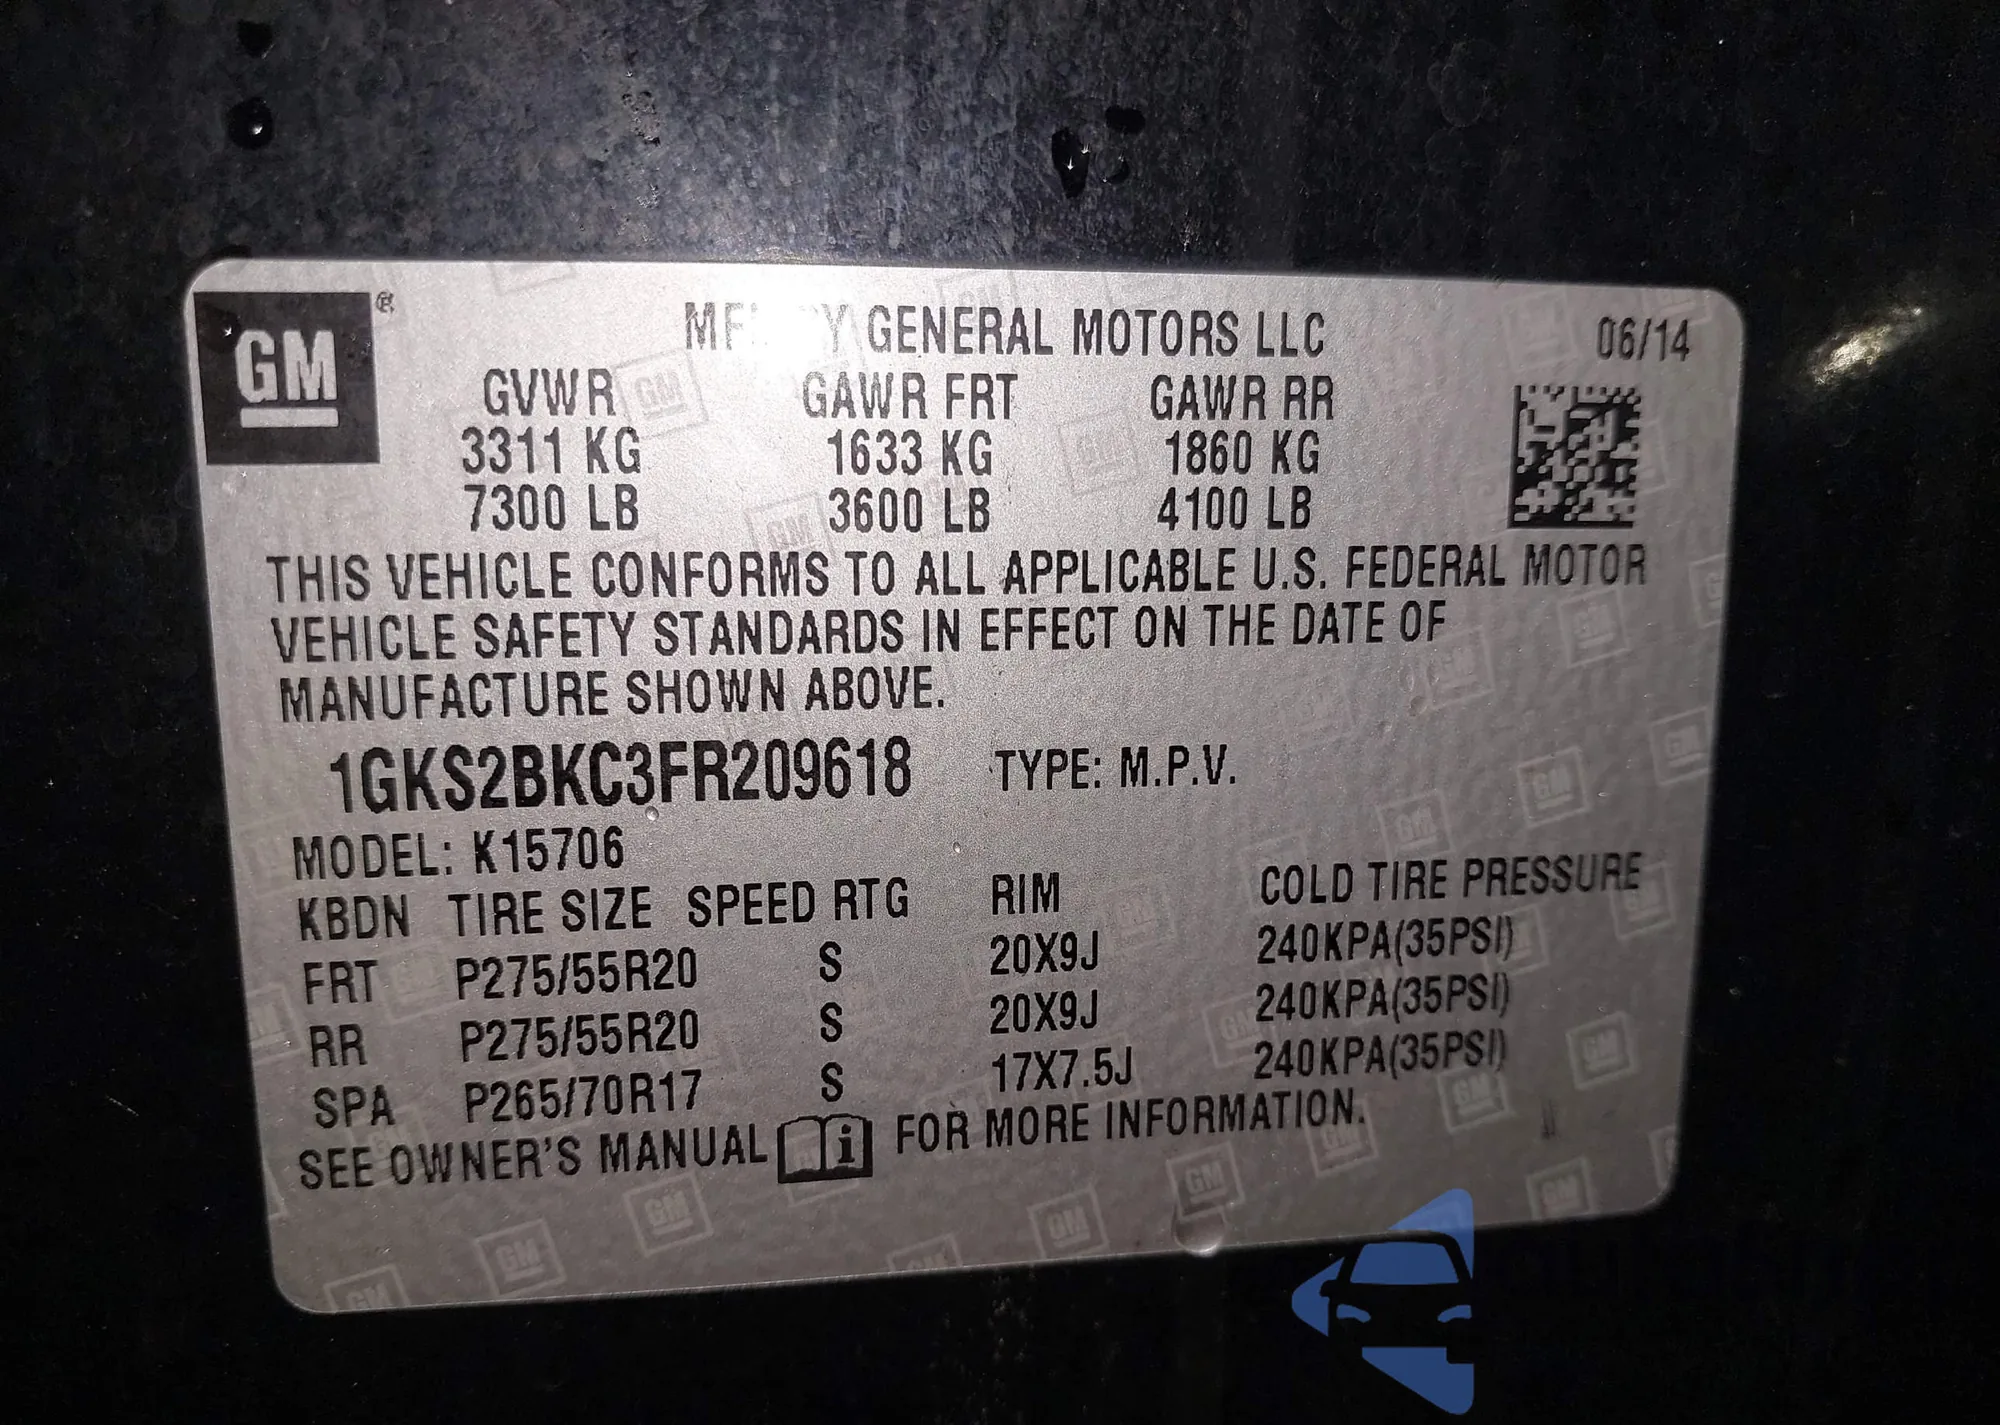 GM ®
GENERAL MOTORS LLC 06/14
GVWR GAWR FRT GAWR RR
3311 KG 1633 KG 1860 KG
7300 LB 3600 LB 4100 LB
THIS VEHICLE CONFORMS TO ALL APPLICABLE U.S. FEDERAL MOTOR
VEHICLE SAFETY STANDARDS IN EFFECT ON THE DATE OF
MANUFACTURE SHOWN ABOVE.
1GKS2BKC3FR209618 TYPE: M.P.V.
MODEL: K15706
KBDN TIRE SIZE SPEED RTG RIM COLD TIRE PRESSURE
FRT P275/55R20 S 20X9J 240KPA(35PSI)
RR P275/55R20 S 20X9J 240KPA(35PSI)
SPA P265/70R17 S 17X7.5J 240KPA(35PSI)
SEE OWNER'S MANUAL i FOR MORE INFORMATION.